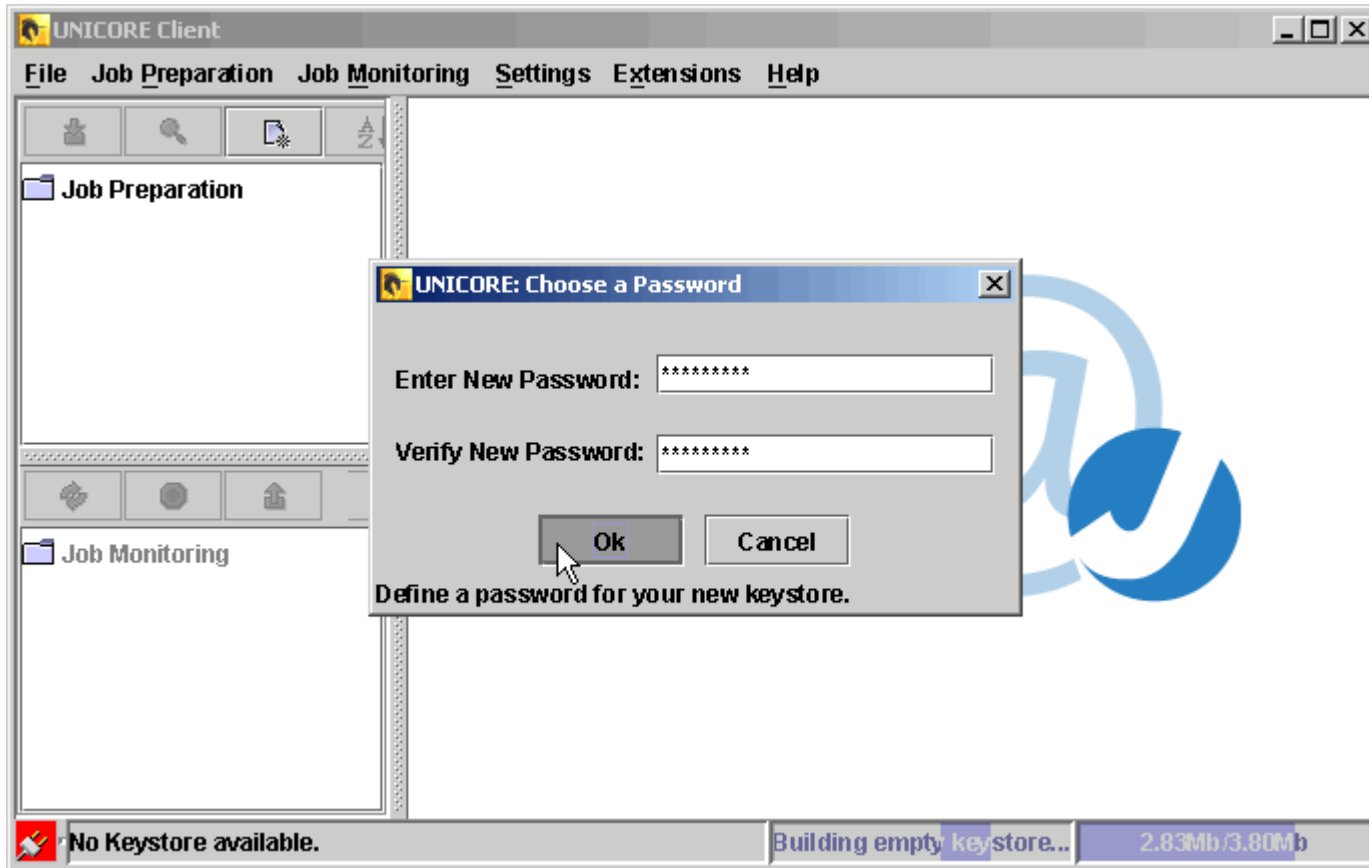 UNICORE Client
File Job Preparation Job Monitoring Settings Extensions Help
A
Z
Job Preparation
UNICORE: Choose a Password
Enter New Password: *********
Verify New Password: *********
Ok Cancel
Define a password for your new keystore.
Job Monitoring
No Keystore available. Building empty keystore... 2.83Mb/3.80Mb